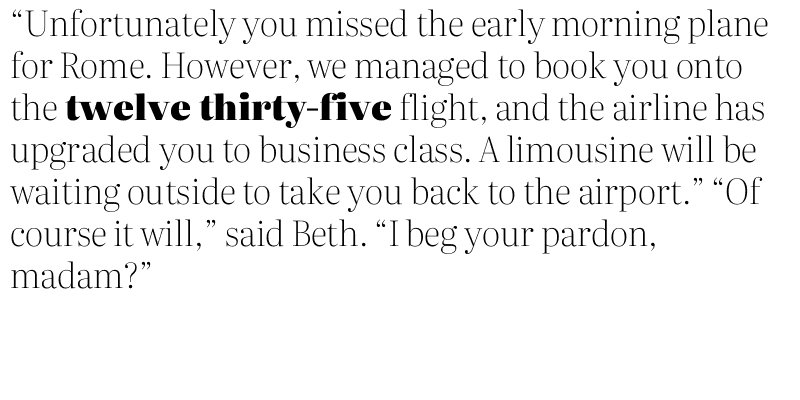 “Unfortunately you missed the early morning plane
for Rome. However, we managed to book you onto
the twelve thirty-five flight, and the airline has
upgraded you to business class. A limousine will be
waiting outside to take you back to the airport.” “Of
course it will,” said Beth. “I beg your pardon,
madam?”